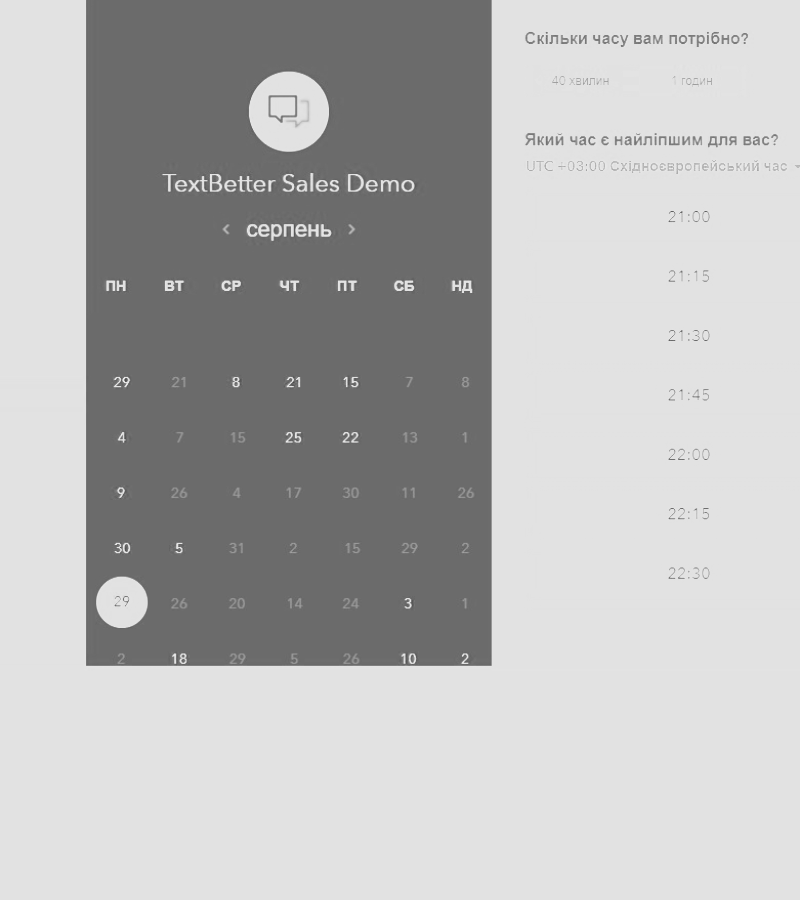 TextBetter Sales Demo
‹ серпень ›
ПН ВТ СР ЧТ ПТ СБ НД
29 21 8 21 15 7 8
4 7 15 25 22 13 1
9 26 4 17 30 11 26
30 5 31 2 15 29 2
29 26 20 14 24 3 1
2 18 29 5 26 10 2
Скільки часу вам потрібно?
40 хвилин 1 годин
Який час є найліпшим для вас?
UTC +03:00 Східноєвропейський час
21:00
21:15
21:30
21:45
22:00
22:15
22:30